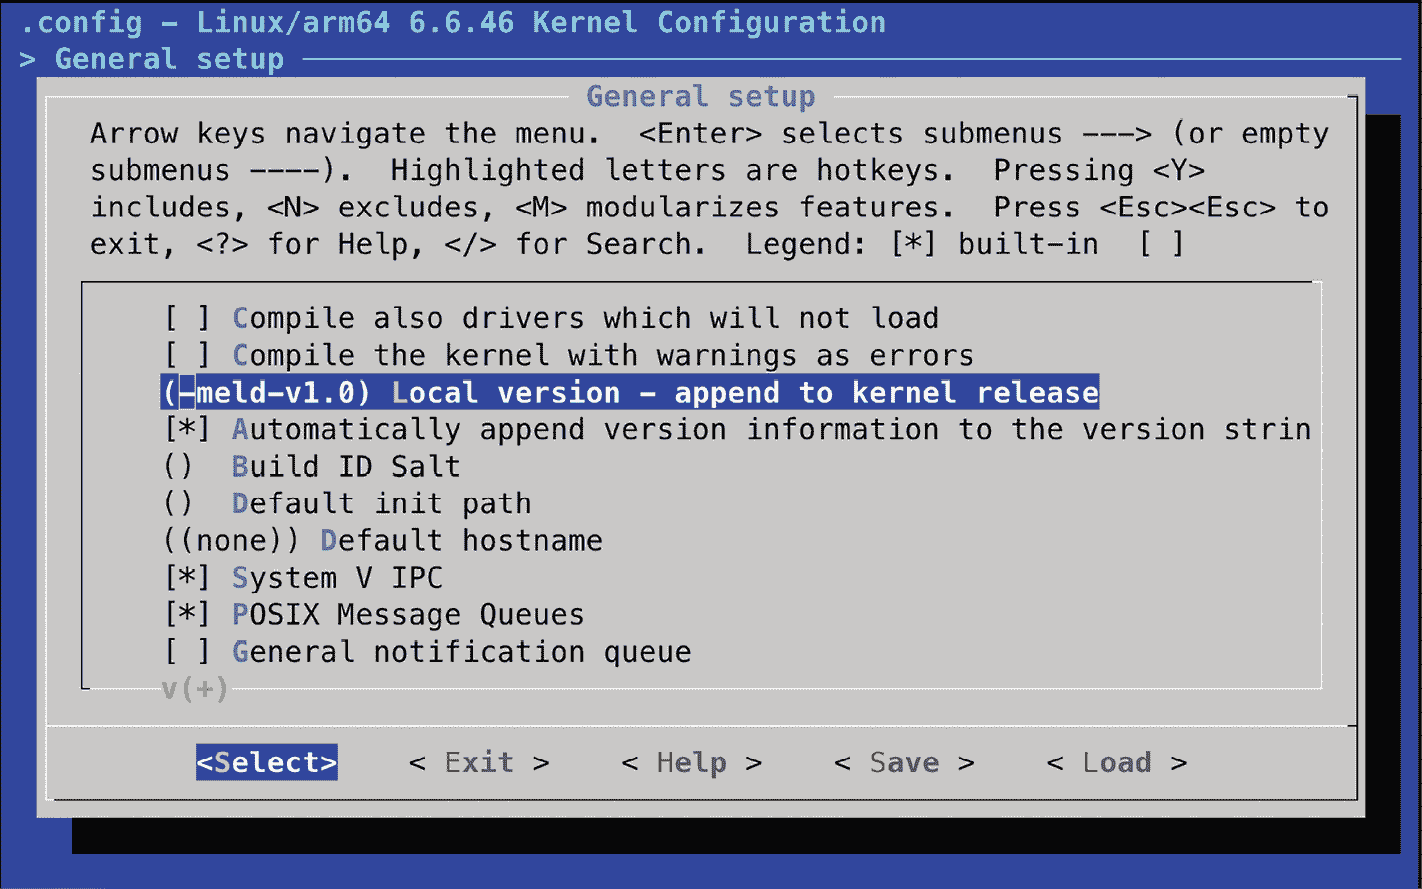 .config - Linux/arm64 6.6.46 Kernel Configuration
> General setup
General setup
Arrow keys navigate the menu.  <Enter> selects submenus ---> (or empty
submenus ----).  Highlighted letters are hotkeys.  Pressing <Y>
includes, <N> excludes, <M> modularizes features.  Press <Esc><Esc> to
exit, <?> for Help, </> for Search.  Legend: [*] built-in  [ ]
[ ] Compile also drivers which will not load
[ ] Compile the kernel with warnings as errors
(-meld-v1.0) Local version - append to kernel release
[*] Automatically append version information to the version strin
()  Build ID Salt
()  Default init path
((none)) Default hostname
[*] System V IPC
[*] POSIX Message Queues
[ ] General notification queue
v(+)
<Select>    < Exit >    < Help >    < Save >    < Load >